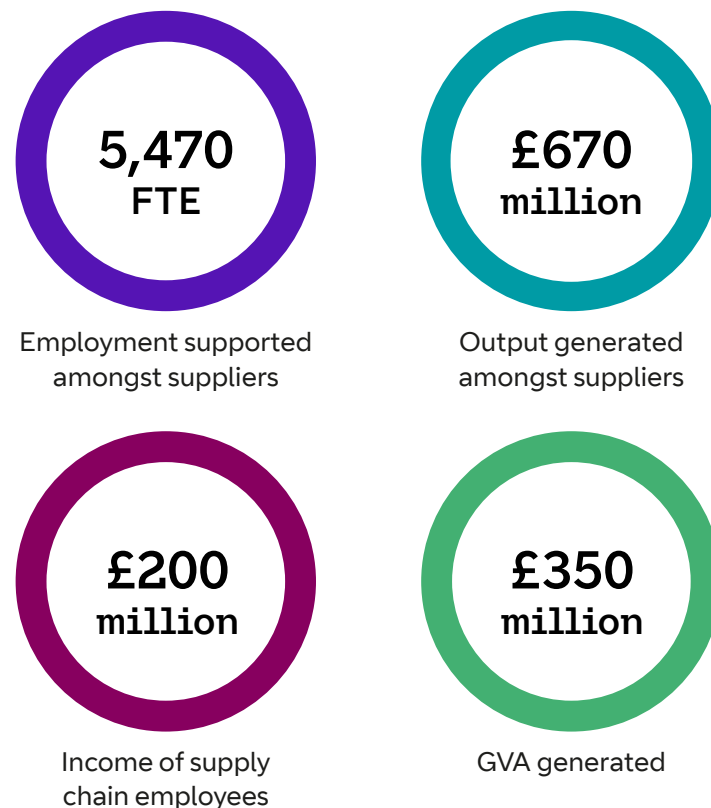 5,470
FTE
Employment supported
amongst suppliers
£670
million
Output generated
amongst suppliers
£200
million
Income of supply
chain employees
£350
million
GVA generated